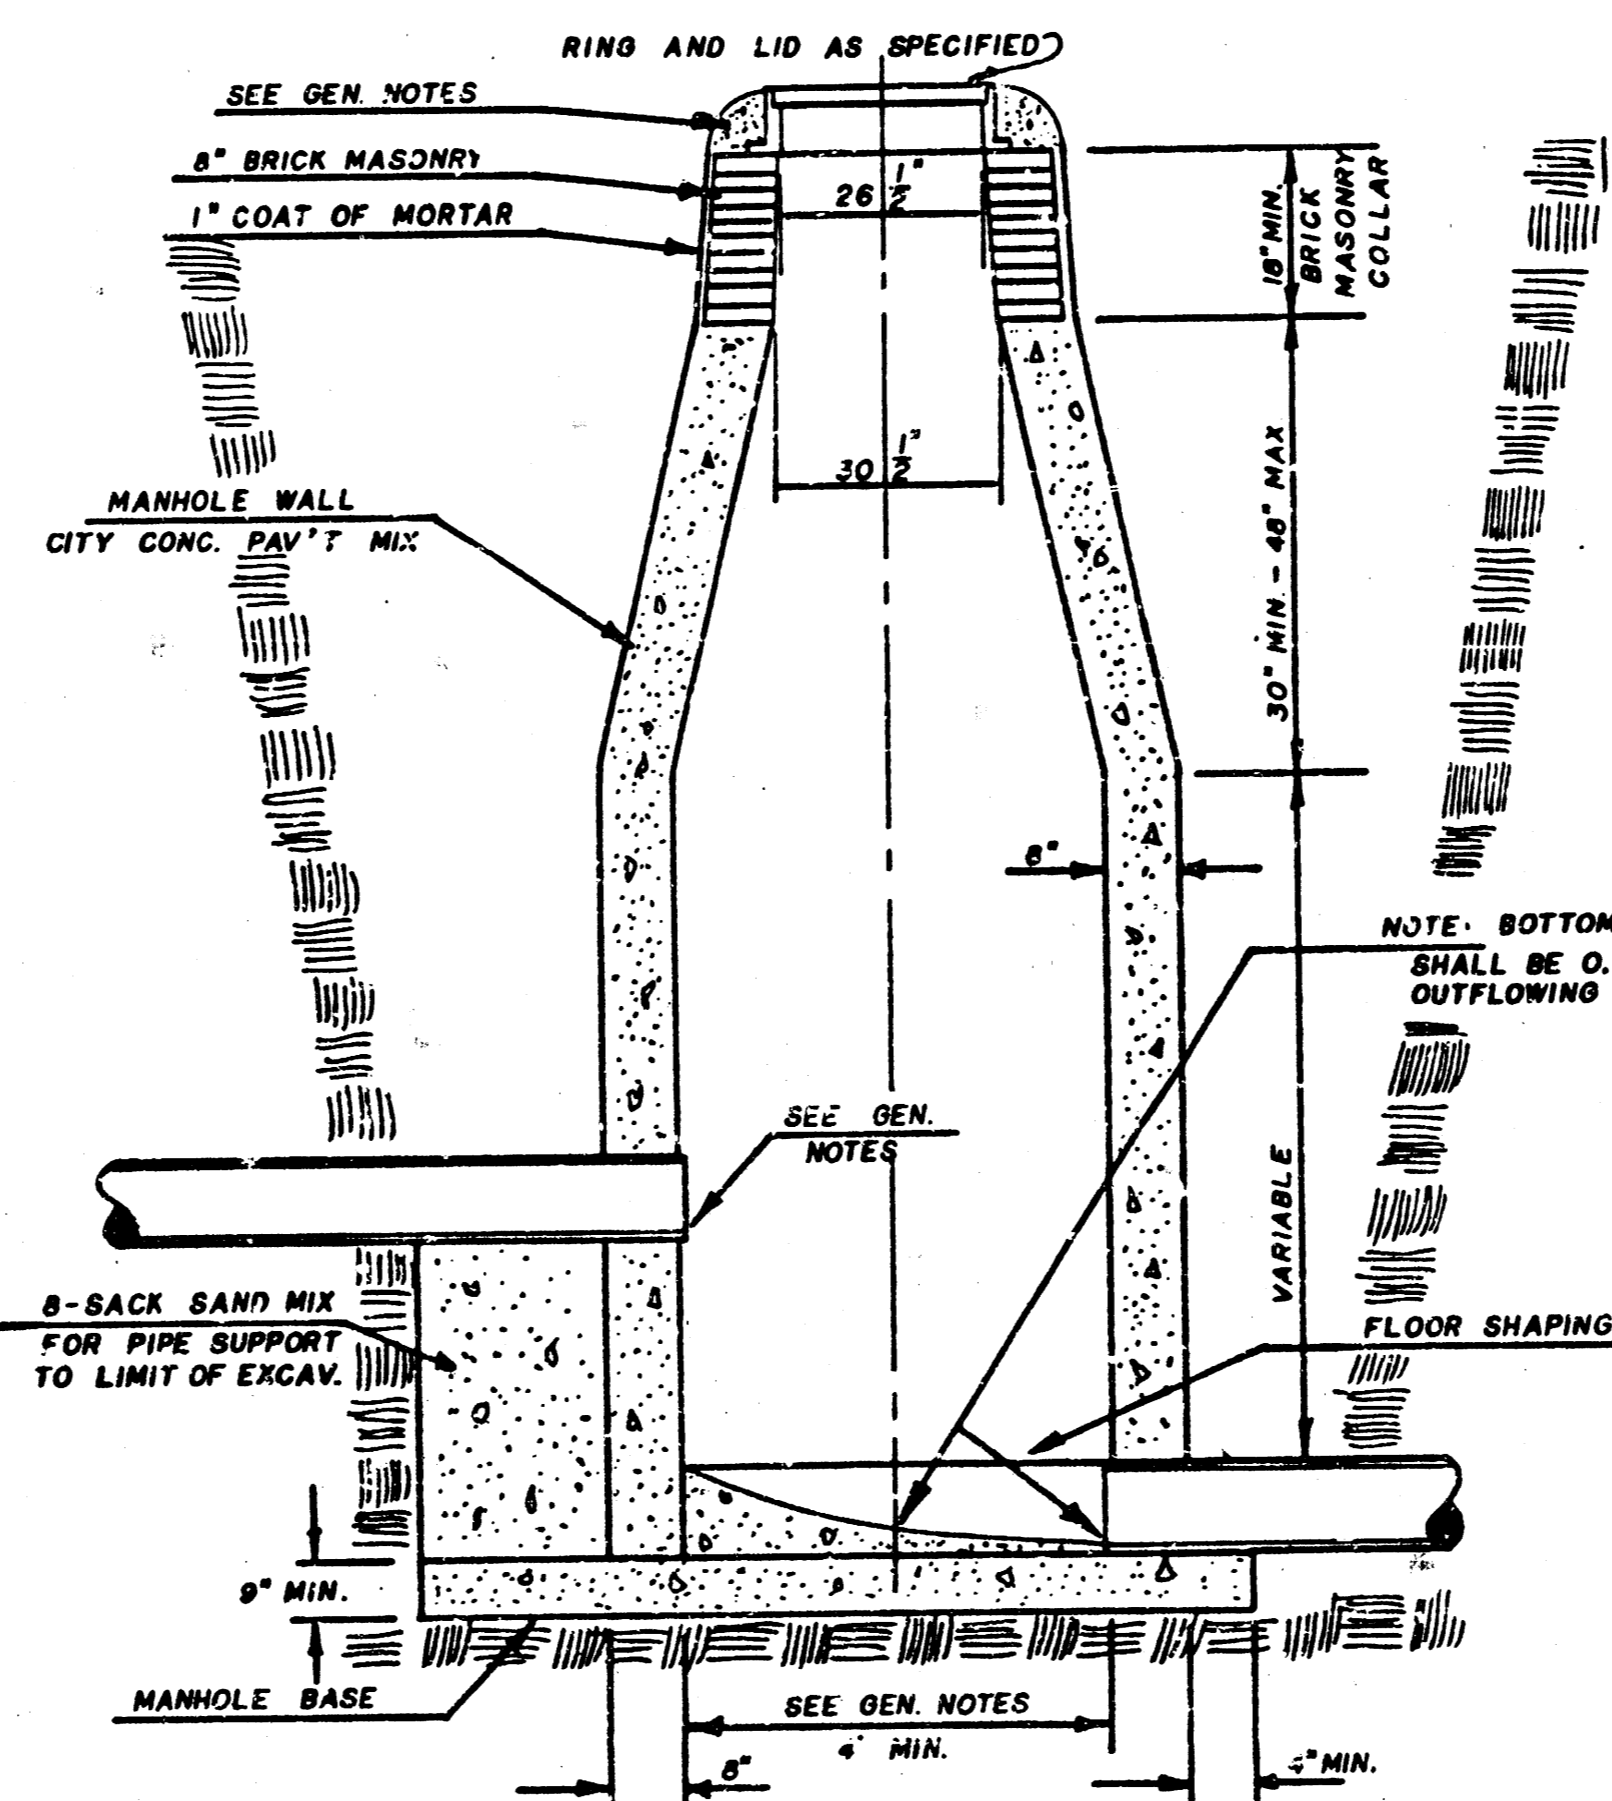 RING AND LID AS SPECIFIED
SEE GEN. NOTES
8" BRICK MASONRY
1" COAT OF MORTAR
26 1/2"
18" MIN.
BRICK
MASONRY
COLLAR
30 1/2"
MANHOLE WALL
CITY CONC. PAV'T MIX
30" MIN. - 48" MAX
8"
NOTE: BOTTOM
SHALL BE 0.
OUTFLOWING
SEE GEN.
NOTES
VARIABLE
8-SACK SAND MIX
FOR PIPE SUPPORT
TO LIMIT OF EXCAV.
FLOOR SHAPING
9" MIN.
MANHOLE BASE
SEE GEN. NOTES
4' MIN.
8"
MIN.